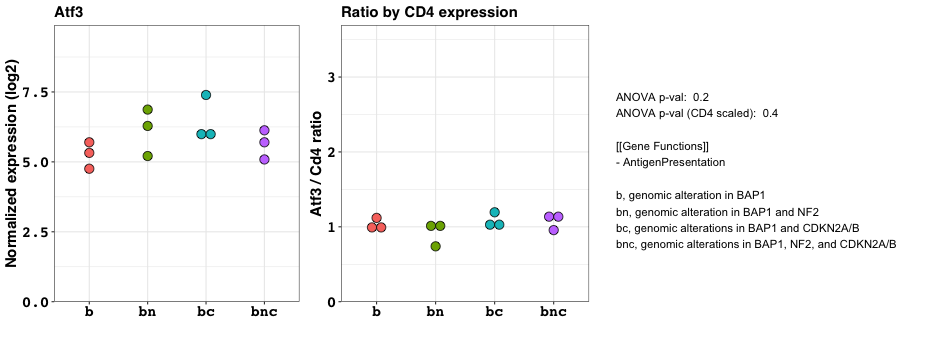 Atf3
Normalized expression (log2)
7.5
5.0
2.5
0.0
b bn bc bnc
Ratio by CD4 expression
Atf3 / Cd4 ratio
3
2
1
0
b bn bc bnc
ANOVA p-val: 0.2
ANOVA p-val (CD4 scaled): 0.4
[[Gene Functions]]
- AntigenPresentation
b, genomic alteration in BAP1
bn, genomic alteration in BAP1 and NF2
bc, genomic alterations in BAP1 and CDKN2A/B
bnc, genomic alterations in BAP1, NF2, and CDKN2A/B